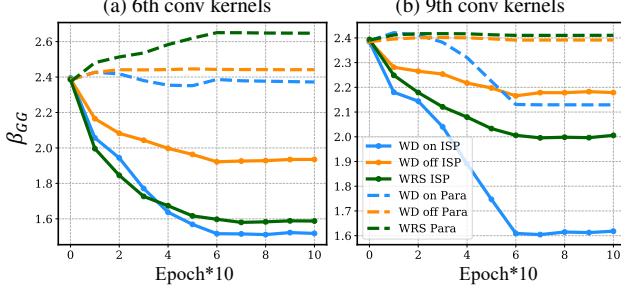 (a) 6th conv kernels
(b) 9th conv kernels
β_GG
2.6
2.4
2.2
2.0
1.8
1.6
0 2 4 6 8 10
Epoch*10
2.4
2.3
2.2
2.1
2.0
1.9
1.8
1.7
1.6
WD on ISP
WD off ISP
WRS ISP
WD on Para
WD off Para
WRS Para
0 2 4 6 8 10
Epoch*10